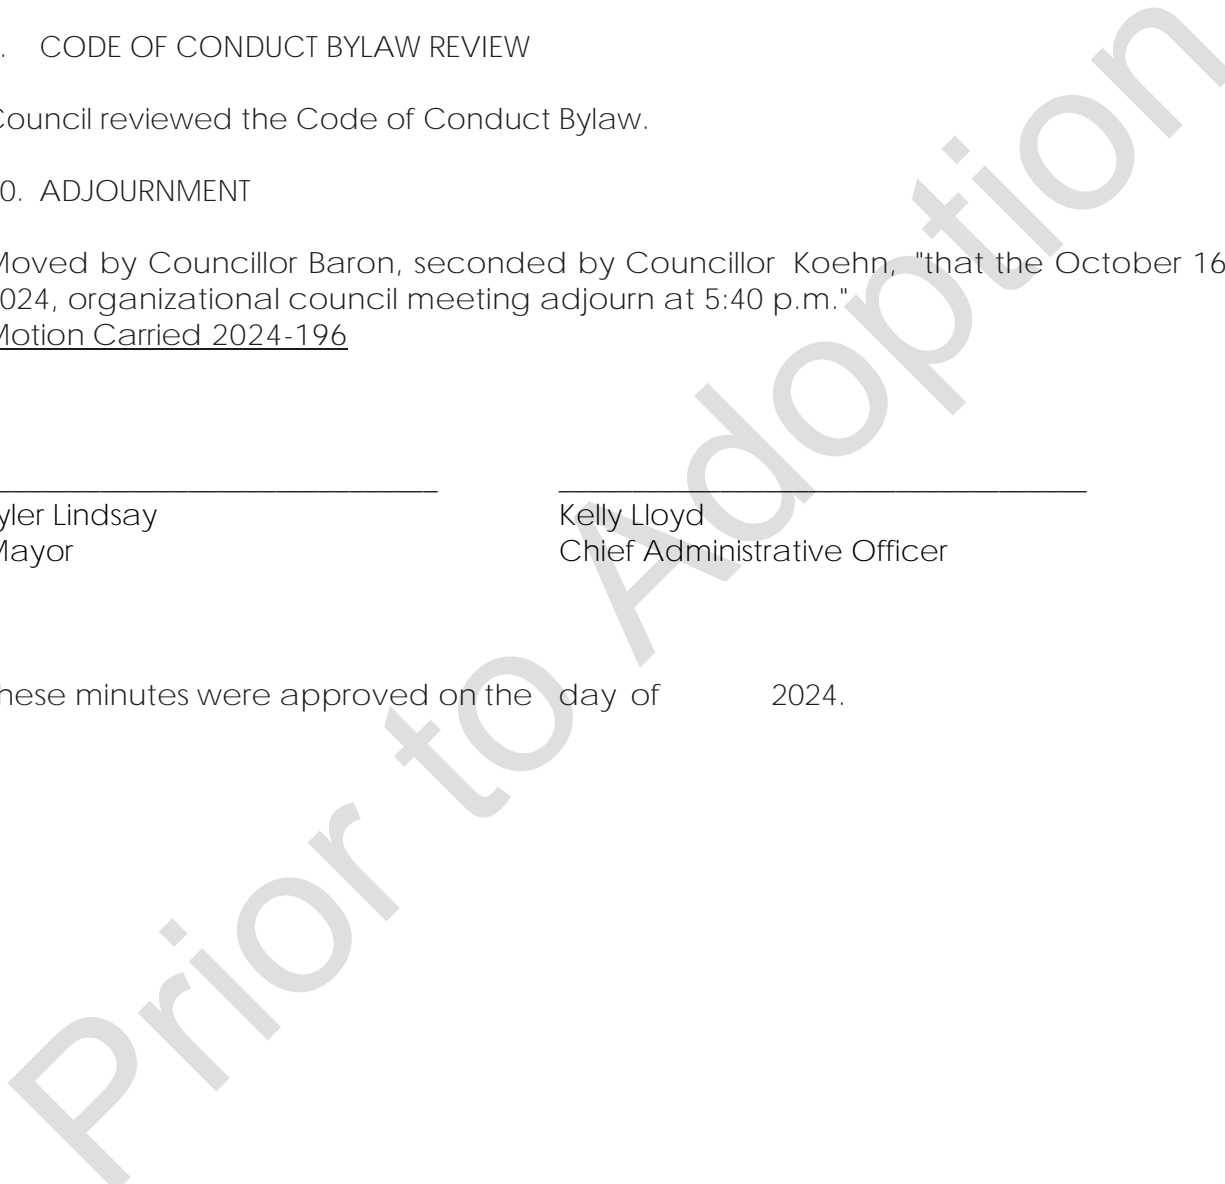 . CODE OF CONDUCT BYLAW REVIEW
Council reviewed the Code of Conduct Bylaw.
0. ADJOURNMENT
Moved by Councillor Baron, seconded by Councillor Koehn, "that the October 16
024, organizational council meeting adjourn at 5:40 p.m."
Motion Carried 2024-196
yler Lindsay
Kelly Lloyd
Mayor
Chief Administrative Officer
hese minutes were approved on the day of 2024.
Prior to Adoption